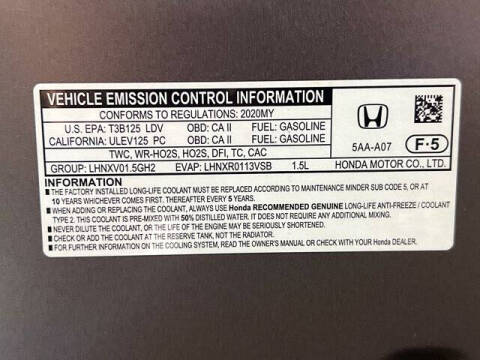 VEHICLE EMISSION CONTROL INFORMATION
CONFORMS TO REGULATIONS: 2020MY
U.S. EPA: T3B125 LDV OBD: CA II FUEL: GASOLINE
CALIFORNIA: ULEV125 PC OBD: CA II FUEL: GASOLINE
TWC, WR-HO2S, HO2S, DFI, TC, CAC
5AA-A07 F·5
GROUP: LHNXV01.5GH2 EVAP: LHNXR0113VSB 1.5L HONDA MOTOR CO., LTD.
INFORMATION
■ THE FACTORY INSTALLED LONG-LIFE COOLANT MUST BE REPLACED ACCORDING TO MAINTENANCE MINDER SUB CODE 5, OR AT
10 YEARS WHICHEVER COMES FIRST. THEREAFTER EVERY 5 YEARS.
■ WHEN ADDING OR REPLACING THE COOLANT, ALWAYS USE Honda RECOMMENDED GENUINE LONG-LIFE ANTI-FREEZE / COOLANT
TYPE 2. THIS COOLANT IS PRE-MIXED WITH 50% DISTILLED WATER. IT DOES NOT REQUIRE ANY ADDITIONAL MIXING.
■ NEVER DILUTE THE COOLANT, OR THE LIFE OF THE ENGINE MAY BE SERIOUSLY SHORTENED.
■ CHECK AND ADD COOLANT AT THE RESERVE TANK, NOT THE RADIATOR.
■ FOR FURTHER INFORMATION ON THE COOLING SYSTEM, READ THE OWNER'S MANUAL OR CHECK WITH YOUR Honda DEALER.